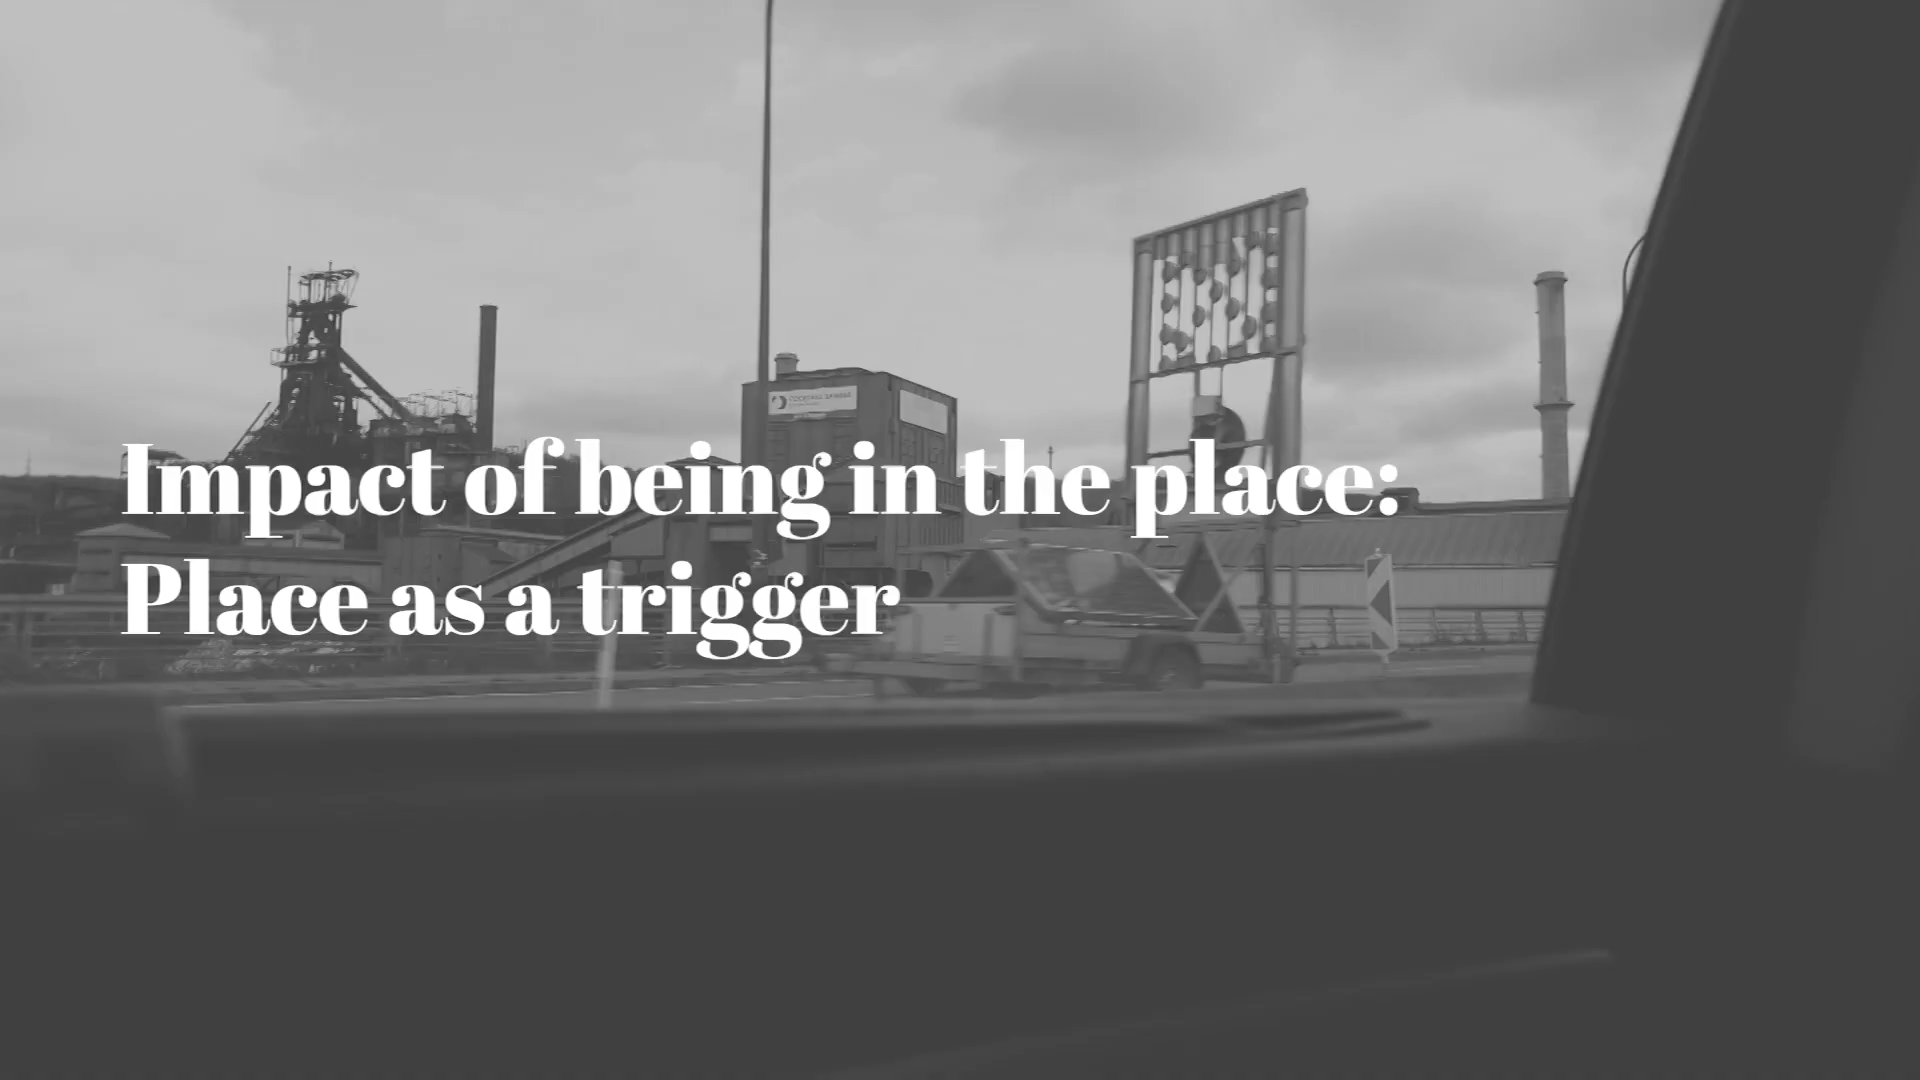 Impact of being in the place:
Place as a trigger